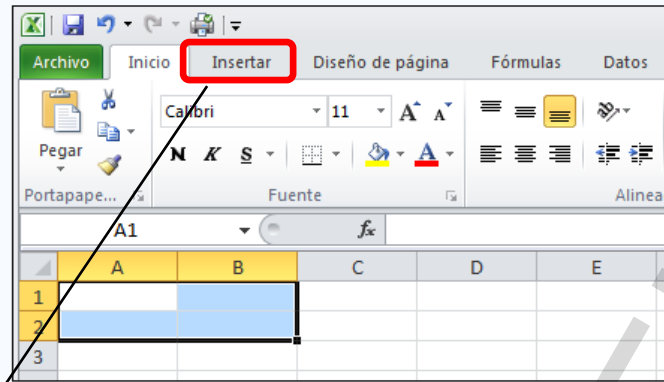 Archivo Inicio Insertar Diseño de página Fórmulas Datos
Calibri 11 A A
Pegar
N K S A
Portapape... Fuente Alinea
A1 fx
A B C D E
1
2
3